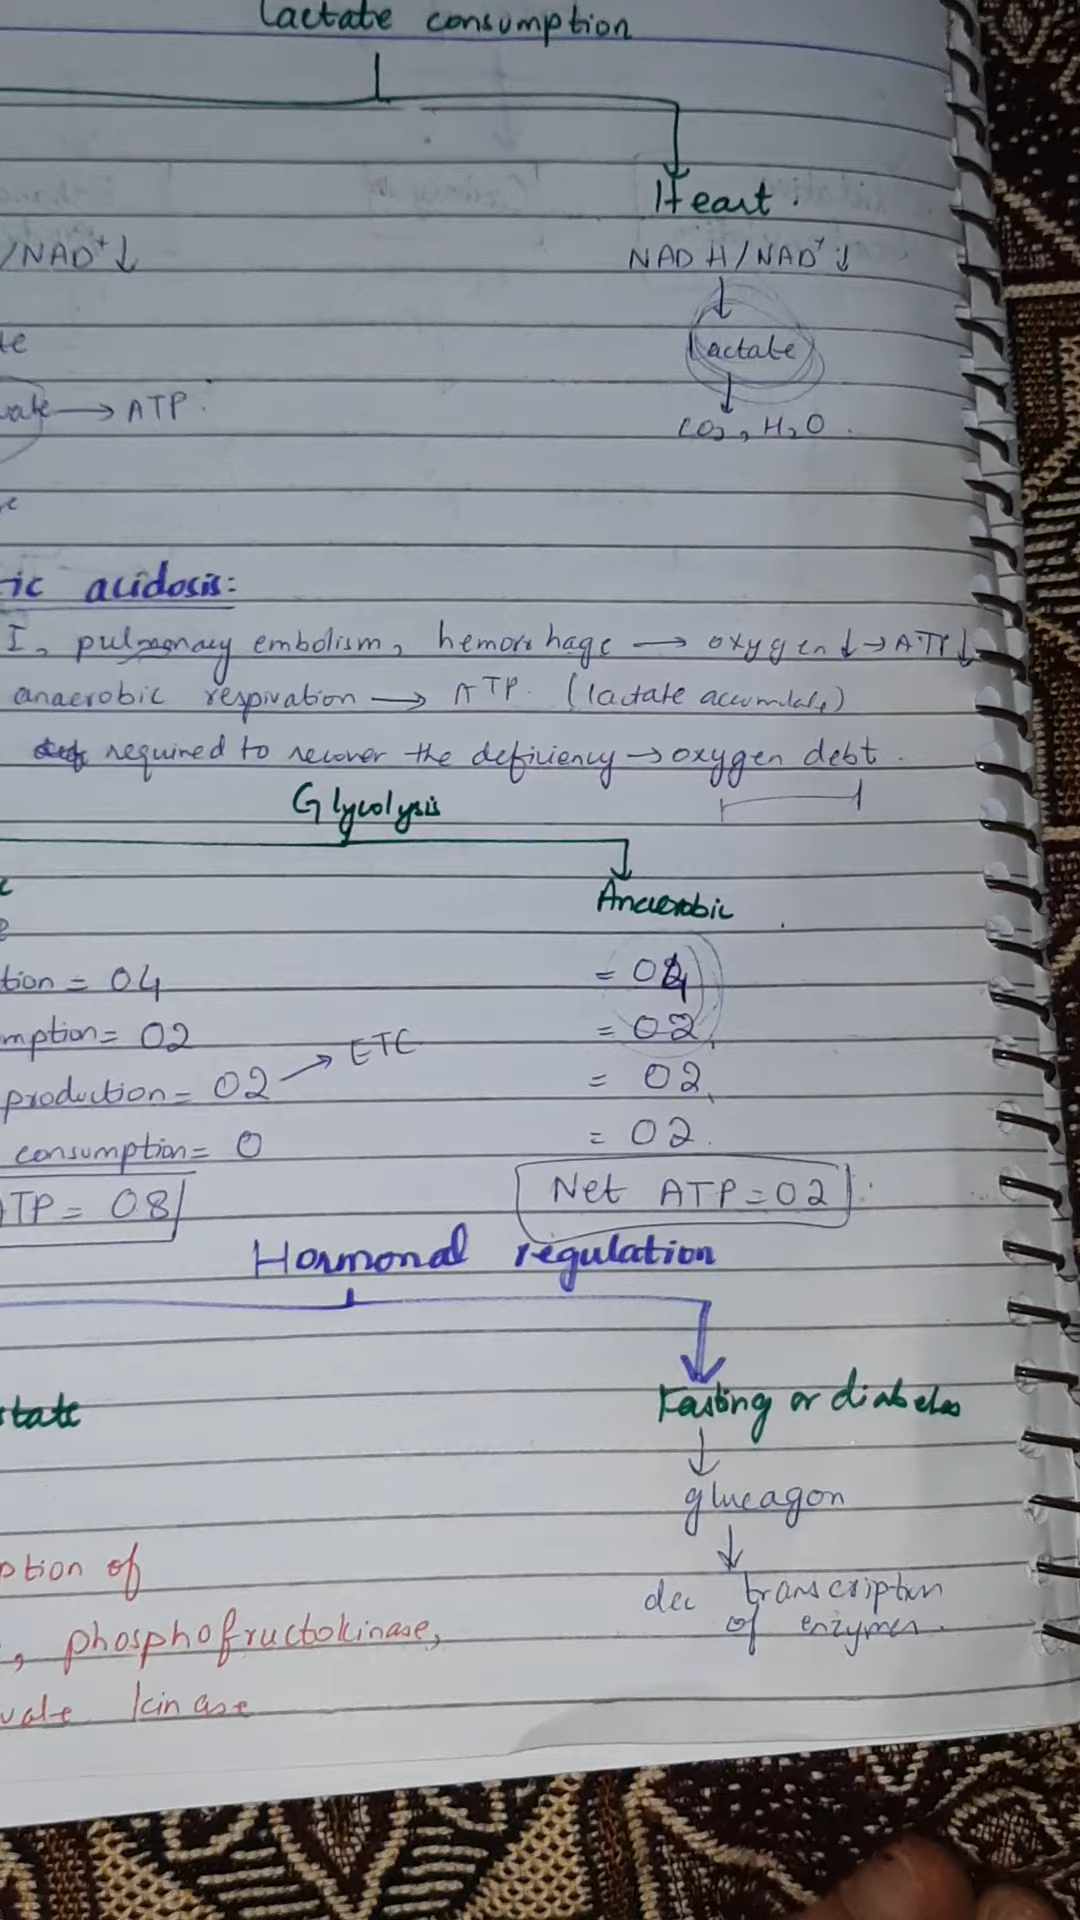 Lactate consumption
Heart.
/NAD⁺↓
NADH/NAD⁺↓
↓
te
Lactate
vate → ATP.
↓
CO₂, H₂O.
ic acidosis:
I, pulmonary embolism, hemorrhage → oxygen↓→ATP↓
anaerobic respiration → ATP. (lactate accumulate)
required to recover the deficiency → oxygen debt.
Glycolysis
Anaerobic
tion = 04
= 04
mption = 02
= 02
production = 02 → ETC
= 02
consumption = 0
= 02.
TP = 08
Net ATP = 02
Hormonal regulation
state
Fasting or diabetes
↓
glucagon
↓
ption of
dec transcription
of enzymes.
, phosphofructokinase,
uvate kinase